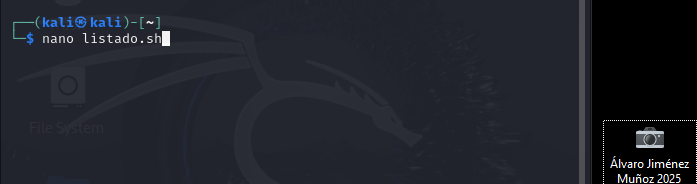 ┌──(kali㉿kali)-[~]
└─$ nano listado.sh
File System
Álvaro Jiménez
Muñoz 2025